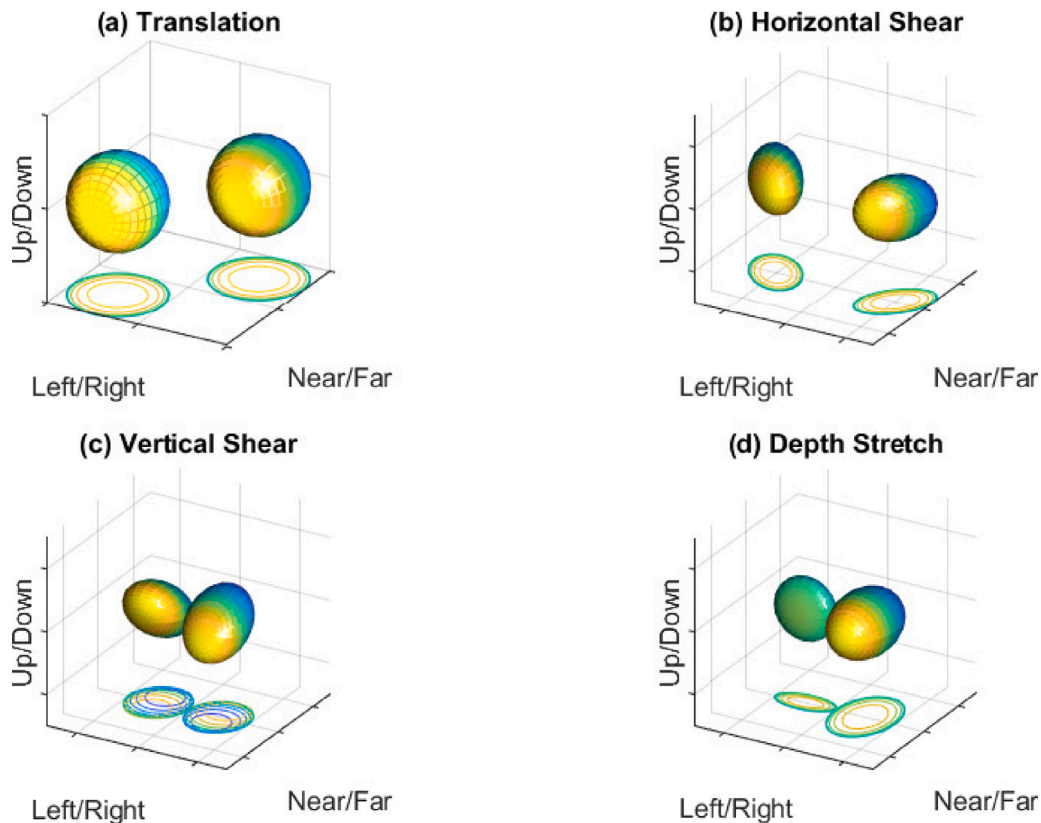 (a) Translation
Up/Down
Left/Right
Near/Far
(b) Horizontal Shear
Up/Down
Left/Right
Near/Far
(c) Vertical Shear
Up/Down
Left/Right
Near/Far
(d) Depth Stretch
Up/Down
Left/Right
Near/Far